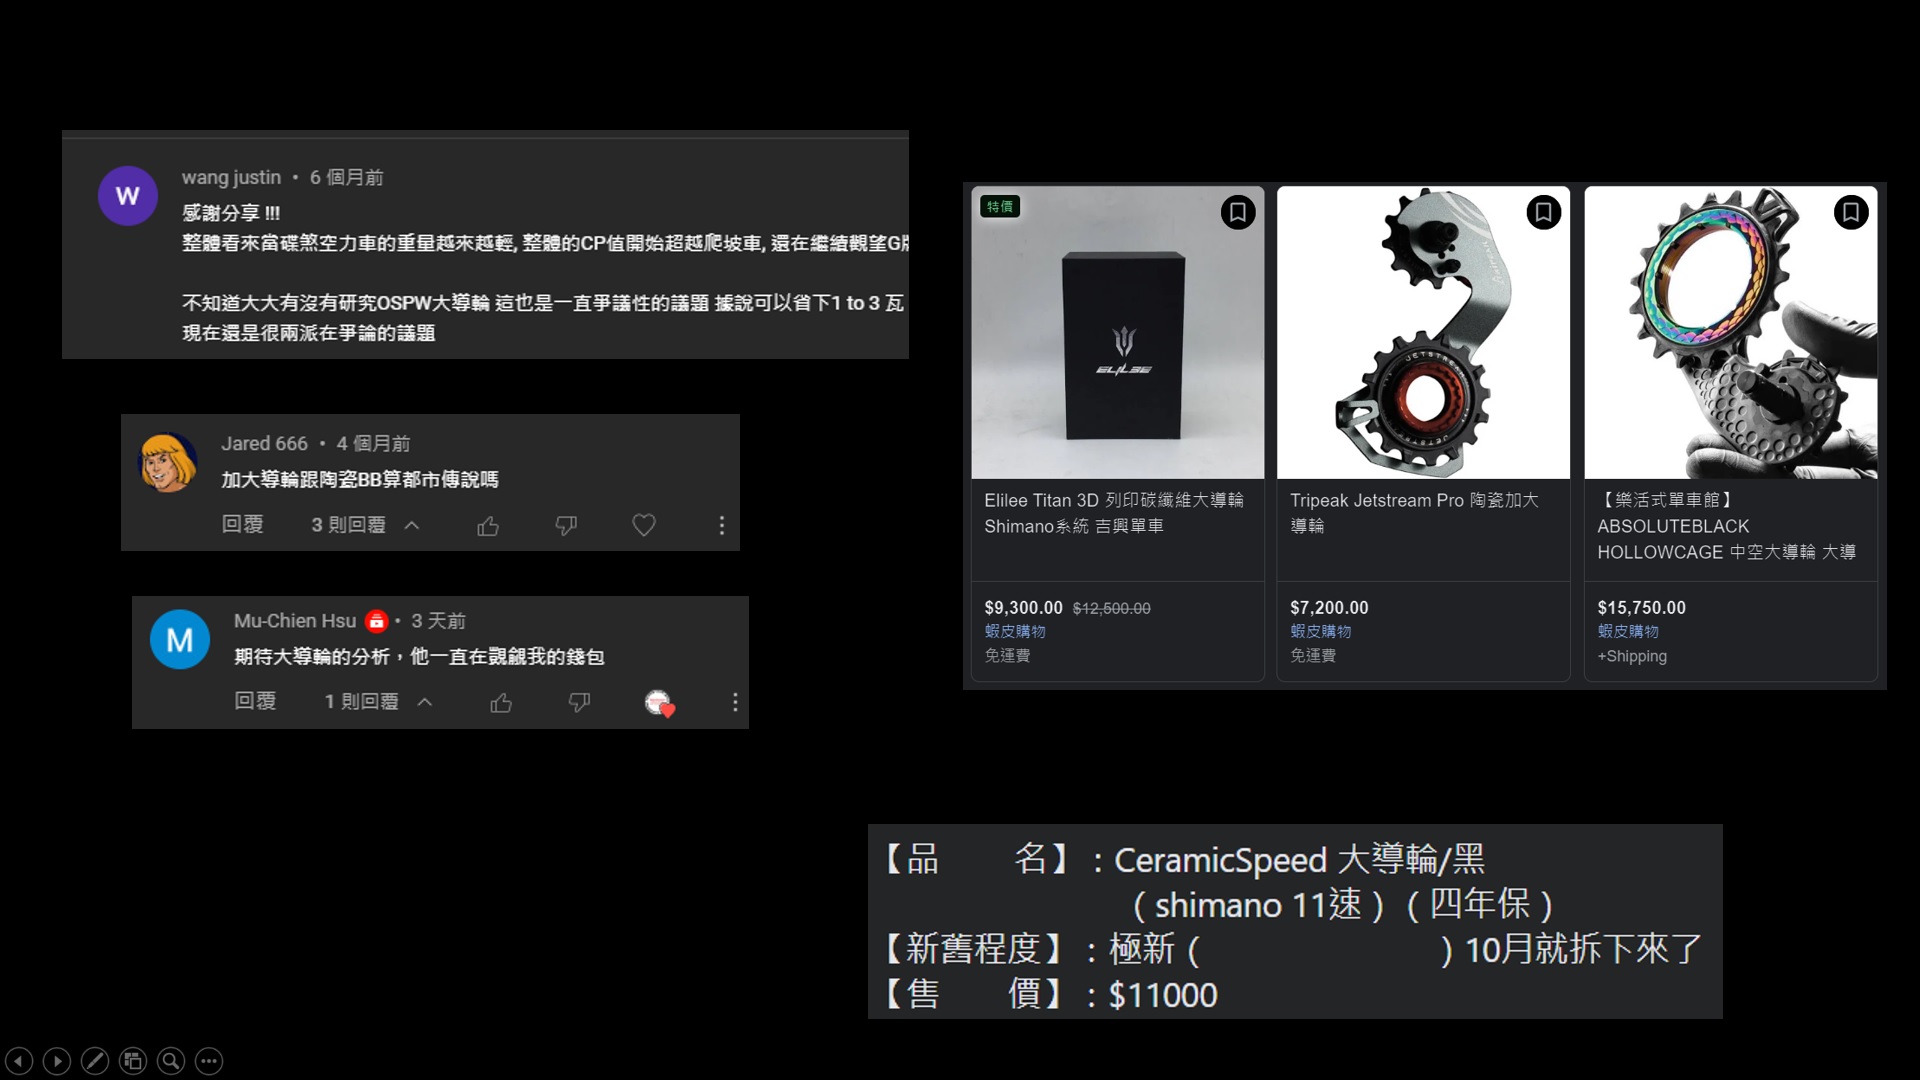 W
wang justin • 6 個月前
感謝分享 !!!
整體看來當碟煞空力車的重量越來越輕, 整體的CP值開始超越爬坡車, 還在繼續觀望G
不知道大大有沒有研究OSPW大導輪 這也是一直爭議性的議題 據說可以省下1 to 3 瓦
現在還是很兩派在爭論的議題
Jared 666 • 4 個月前
加大導輪跟陶瓷BB算都市傳說嗎
回覆 3 則回覆
M
Mu-Chien Hsu • 3 天前
期待大導輪的分析，他一直在覬覦我的錢包
回覆 1 則回覆
特價
ELILEE
Elilee Titan 3D 列印碳纖維大導輪
Shimano系統 吉興單車
$9,300.00 $12,500.00
蝦皮購物
免運費
JETSTREAM
Tripeak Jetstream Pro 陶瓷加大
導輪
$7,200.00
蝦皮購物
免運費
【樂活式單車館】
ABSOLUTEBLACK
HOLLOWCAGE 中空大導輪 大導
$15,750.00
蝦皮購物
+Shipping
【品 名】：CeramicSpeed 大導輪/黑
（shimano 11速）（四年保）
【新舊程度】：極新（ ）10月就拆下來了
【售 價】：$11000